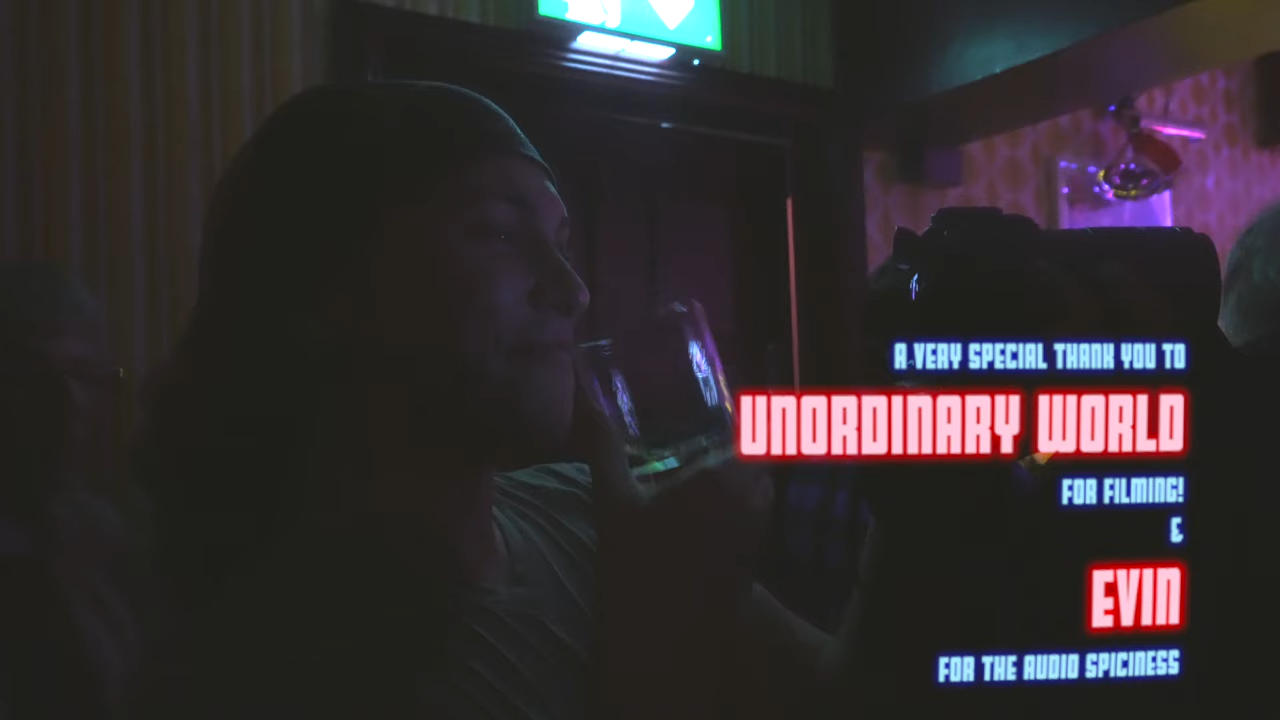 A VERY SPECIAL THANK YOU TO
UNORDINARY WORLD
FOR FILMING!
&
EVIN
FOR THE AUDIO SPICINESS